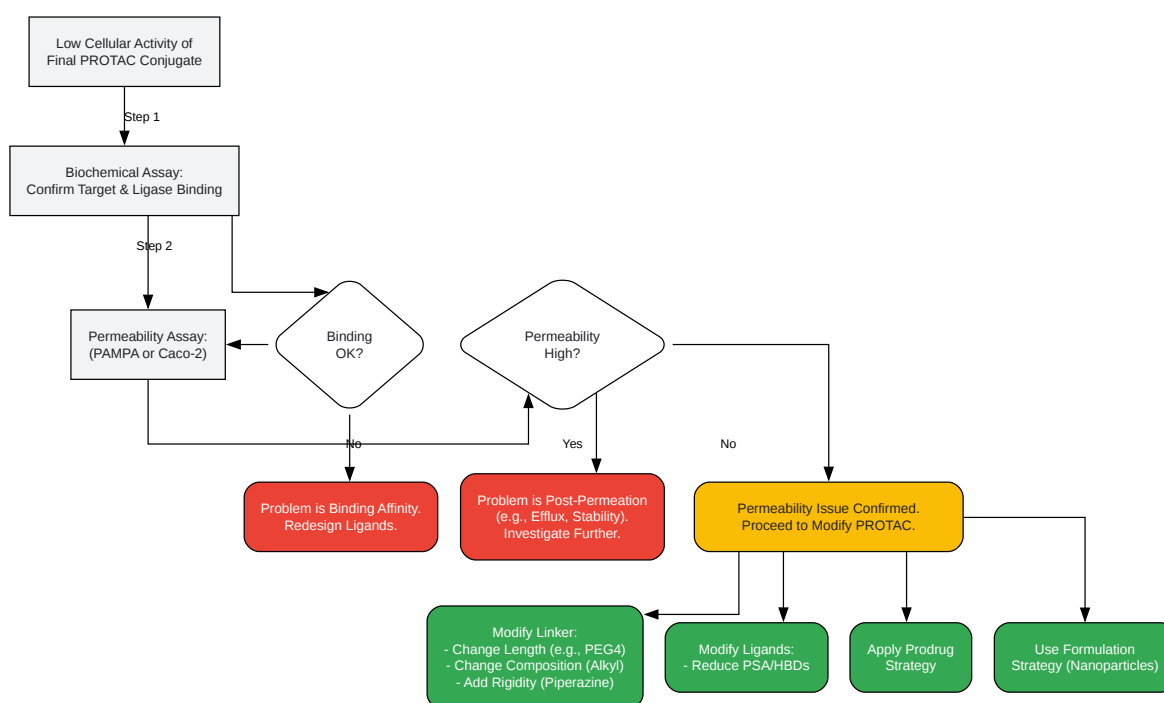 Low Cellular Activity of
Final PROTAC Conjugate
Step 1
Biochemical Assay:
Confirm Target & Ligase Binding
Step 2
Permeability Assay:
(PAMPA or Caco-2)
Binding
OK?
Permeability
High?
No
Yes
No
Problem is Binding Affinity.
Redesign Ligands.
Problem is Post-Permeation
(e.g., Efflux, Stability).
Investigate Further.
Permeability Issue Confirmed.
Proceed to Modify PROTAC.
Modify Linker:
- Change Length (e.g., PEG4)
- Change Composition (Alkyl)
- Add Rigidity (Piperazine)
Modify Ligands:
- Reduce PSA/HBDs
Apply Prodrug
Strategy
Use Formulation
Strategy (Nanoparticles)